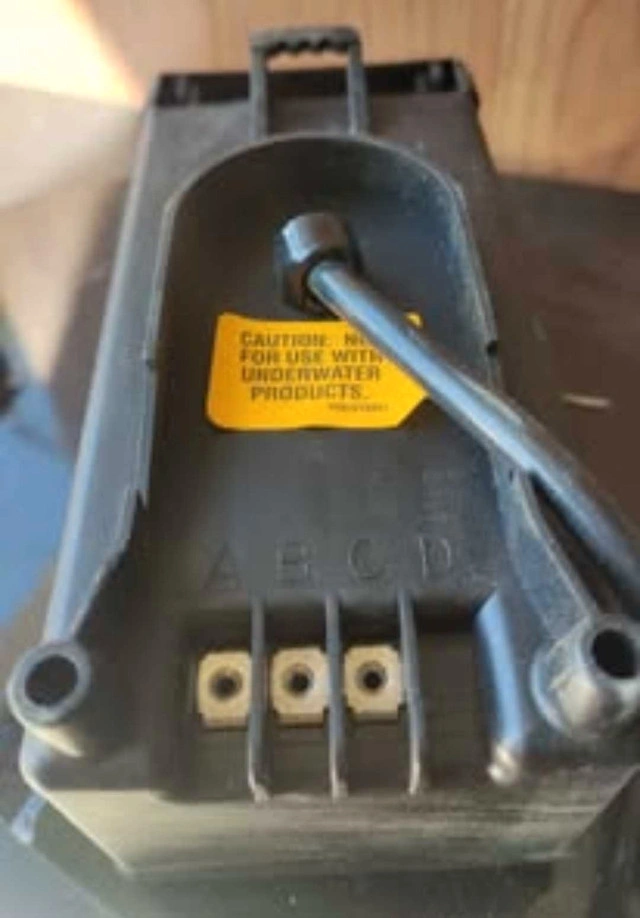 CAUTION: N
FOR USE WITH
UNDERWATER
PRODUCTS.
A B C D